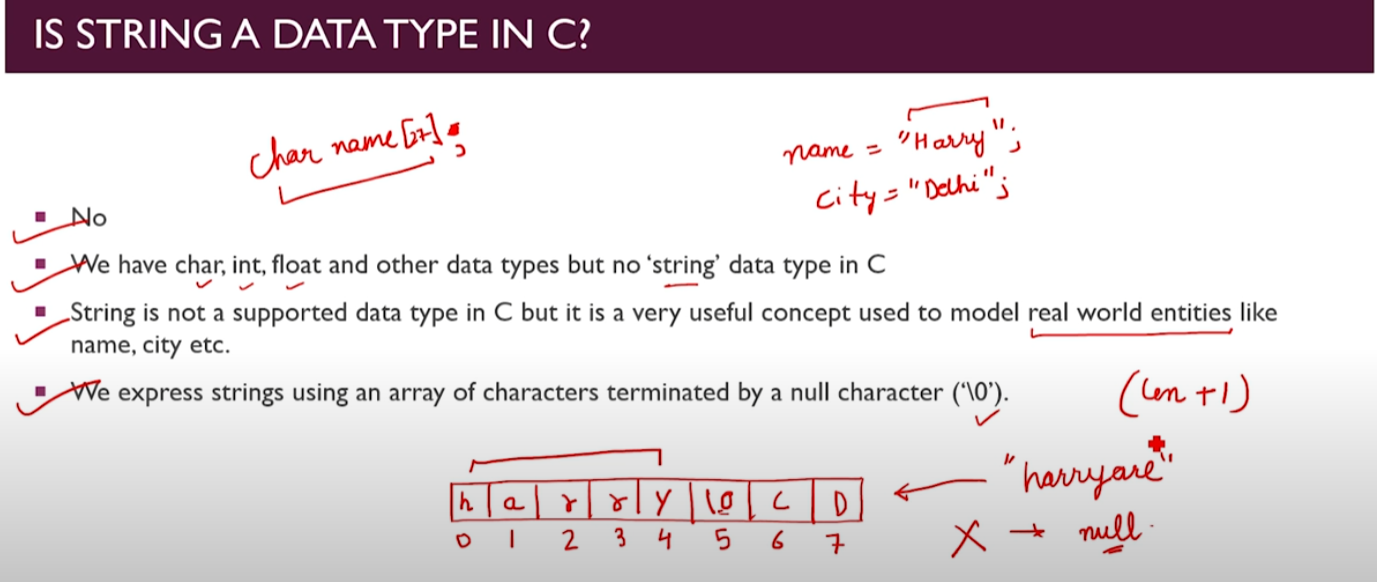 IS STRING A DATA TYPE IN C?
char name[27];
name = "Harry";
city = "Delhi";
No
We have char, int, float and other data types but no ‘string’ data type in C
String is not a supported data type in C but it is a very useful concept used to model real world entities like
name, city etc.
We express strings using an array of characters terminated by a null character (‘\0’).
(len +1)
"harryare"
h a r r y \0 C D
0 1 2 3 4 5 6 7
X → null.